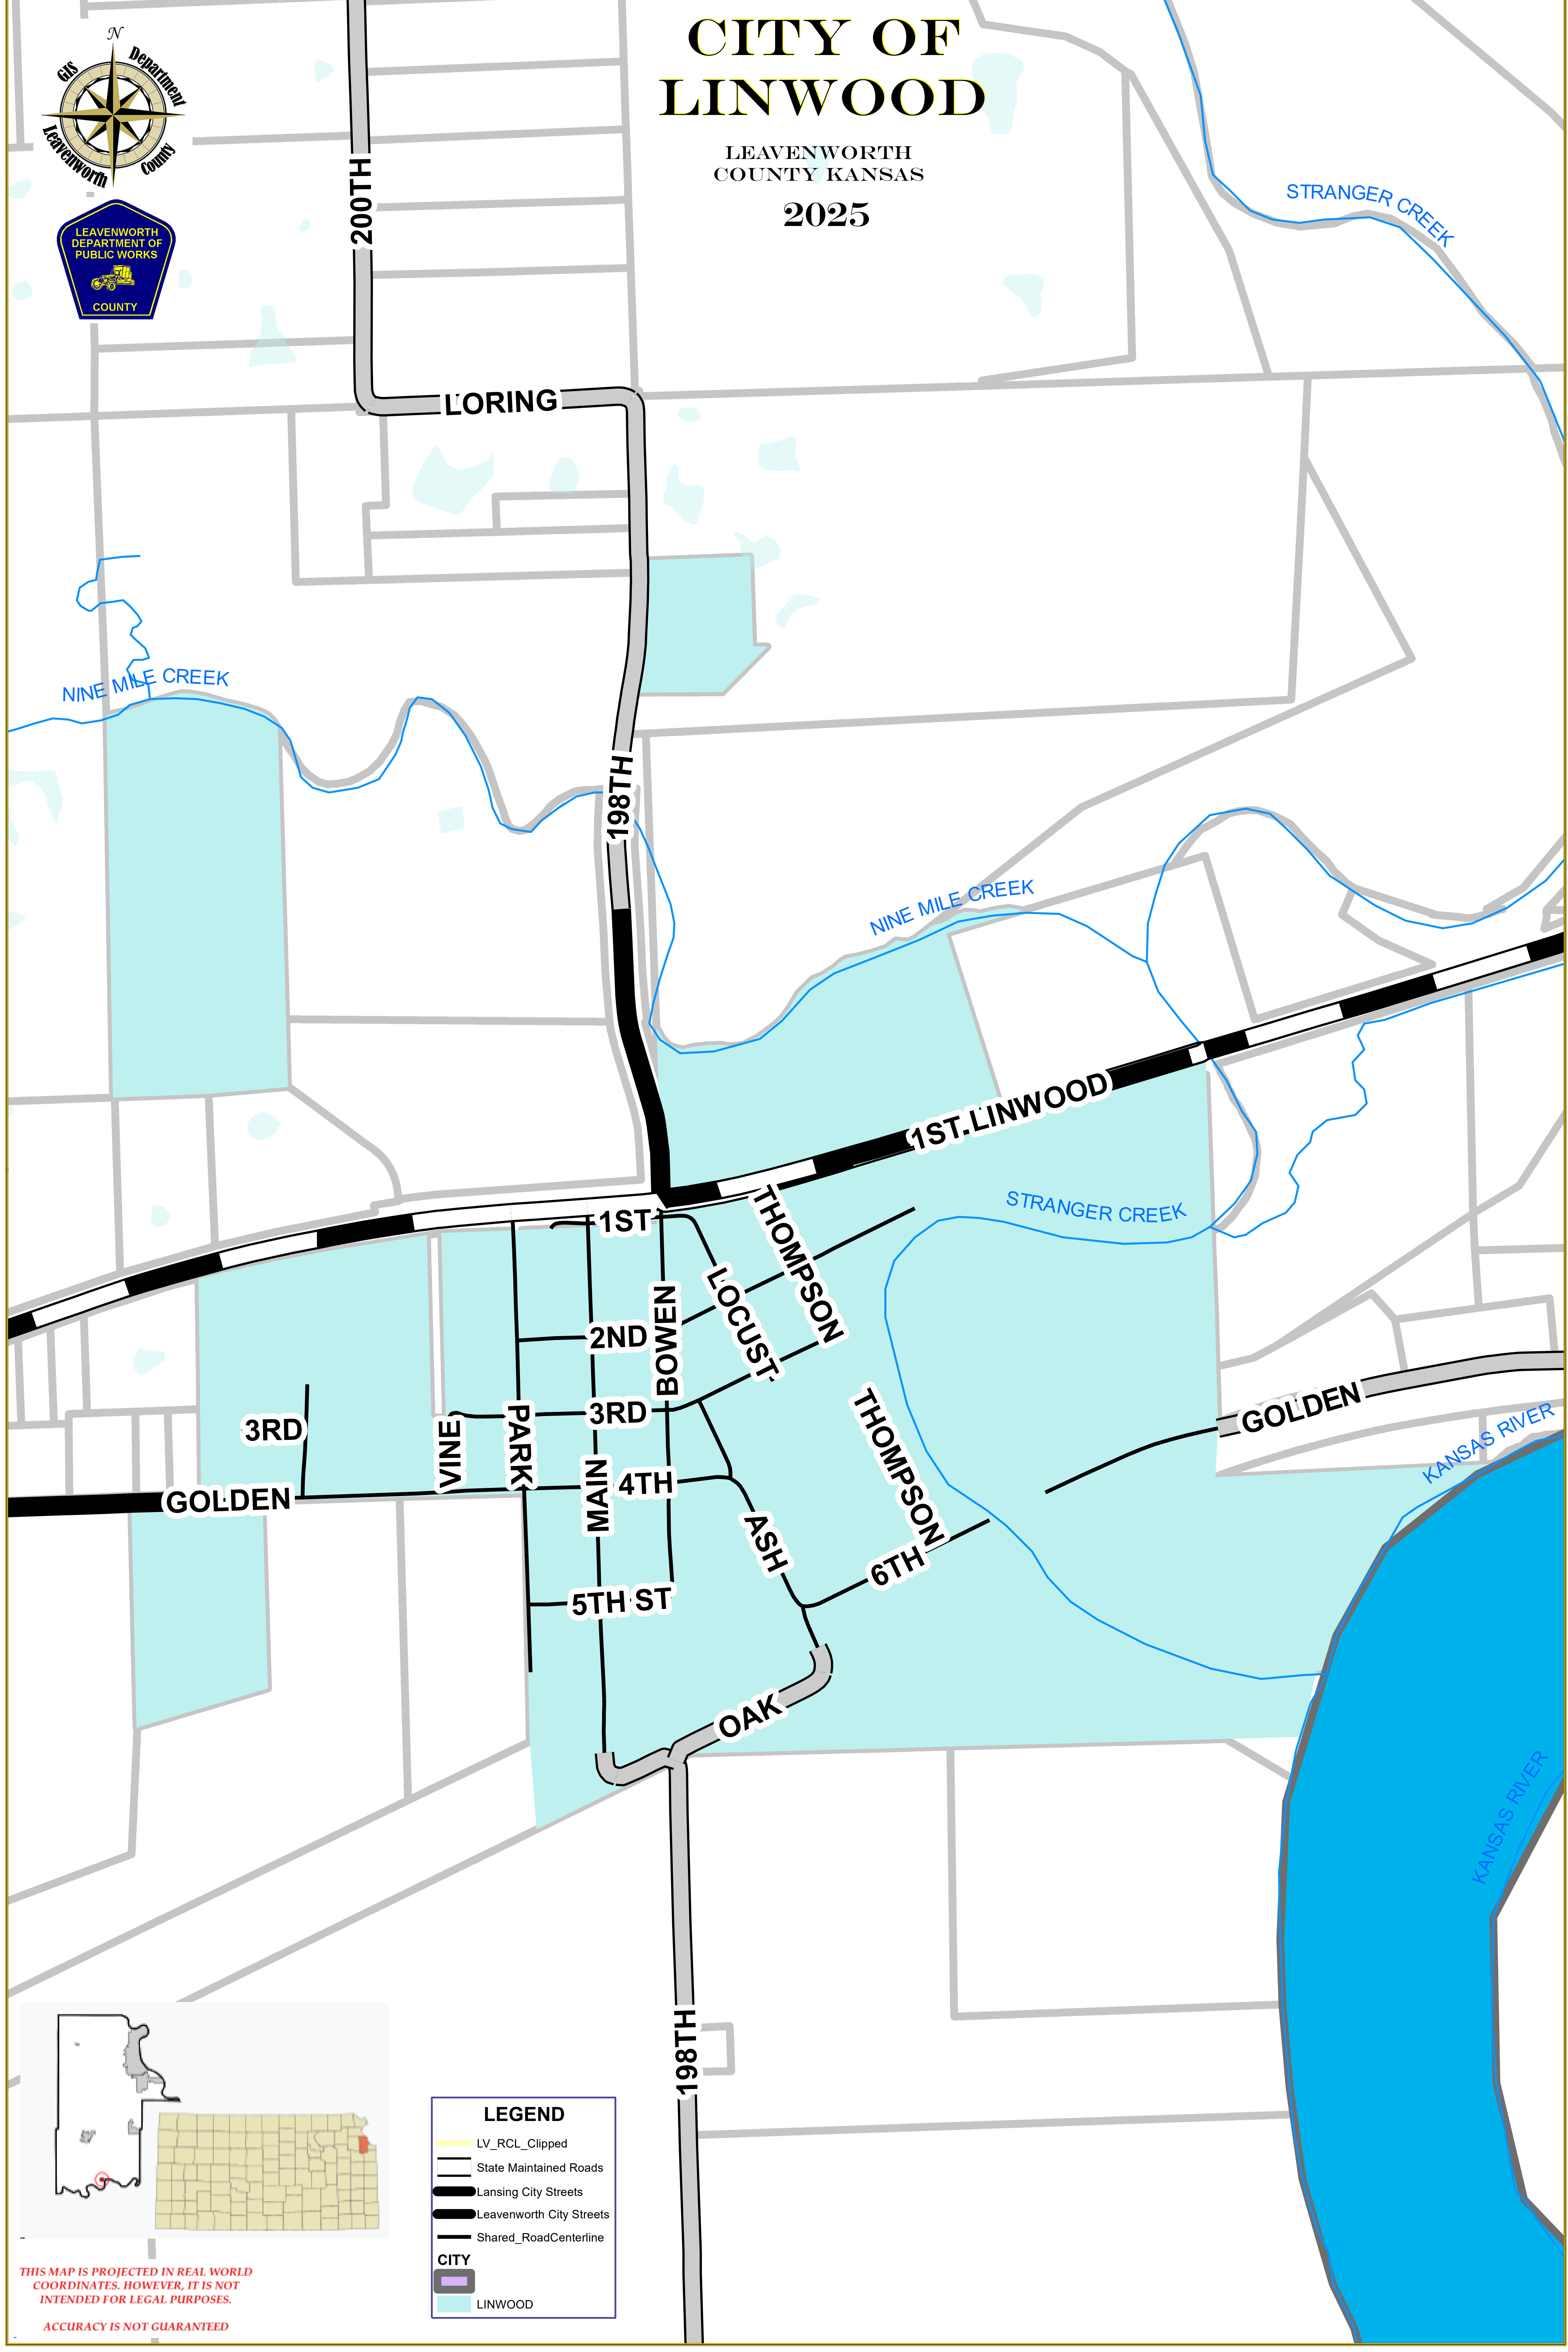 CITY OF
LINWOOD
LEAVENWORTH
COUNTY KANSAS
2025
N
GIS
Department
Leavenworth
County
LEAVENWORTH
DEPARTMENT OF
PUBLIC WORKS
COUNTY
200TH
STRANGER CREEK
LORING
NINE MILE CREEK
198TH
NINE MILE CREEK
1ST. LINWOOD
STRANGER CREEK
1ST
THOMPSON
LOCUST
BOWEN
2ND
3RD
3RD
VINE
PARK
MAIN
4TH
GOLDEN
GOLDEN
KANSAS RIVER
THOMPSON
ASH
6TH
5TH ST
OAK
KANSAS RIVER
198TH
LEGEND
LV_RCL_Clipped
State Maintained Roads
Lansing City Streets
Leavenworth City Streets
Shared_RoadCenterline
CITY
LINWOOD
THIS MAP IS PROJECTED IN REAL WORLD
COORDINATES. HOWEVER, IT IS NOT
INTENDED FOR LEGAL PURPOSES.
ACCURACY IS NOT GUARANTEED